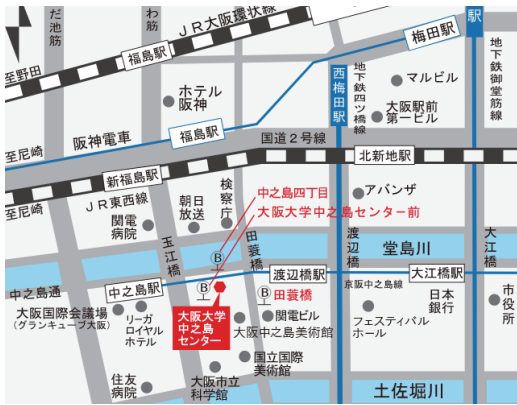 だ池筋
わ筋
JR大阪環状線
駅
梅田駅
至野田
福島駅
地下鉄御堂筋線
西梅田駅
地下鉄四ツ橋線
マルビル
ホテル
阪神
大阪駅前
第一ビル
阪神電車
福島駅
国道2号線
至尼崎
北新地駅
新福島駅
至尼崎
JR東西線
関電
病院
朝日
放送
検察庁
中之島四丁目
大阪大学中之島センター前
アバンザ
玉江橋
田蓑橋
渡辺橋
堂島川
大江橋
B
中之島通
中之島駅
渡辺橋駅
大江橋駅
京阪中之島線
大阪国際会議場
(グランキューブ大阪)
リーガ
ロイヤル
ホテル
B
大阪大学
中之島
センター
B
田蓑橋
関電ビル
大阪中之島美術館
フェスティバル
ホール
日本
銀行
市役所
国立国際
美術館
住友
病院
大阪市立
科学館
土佐堀川